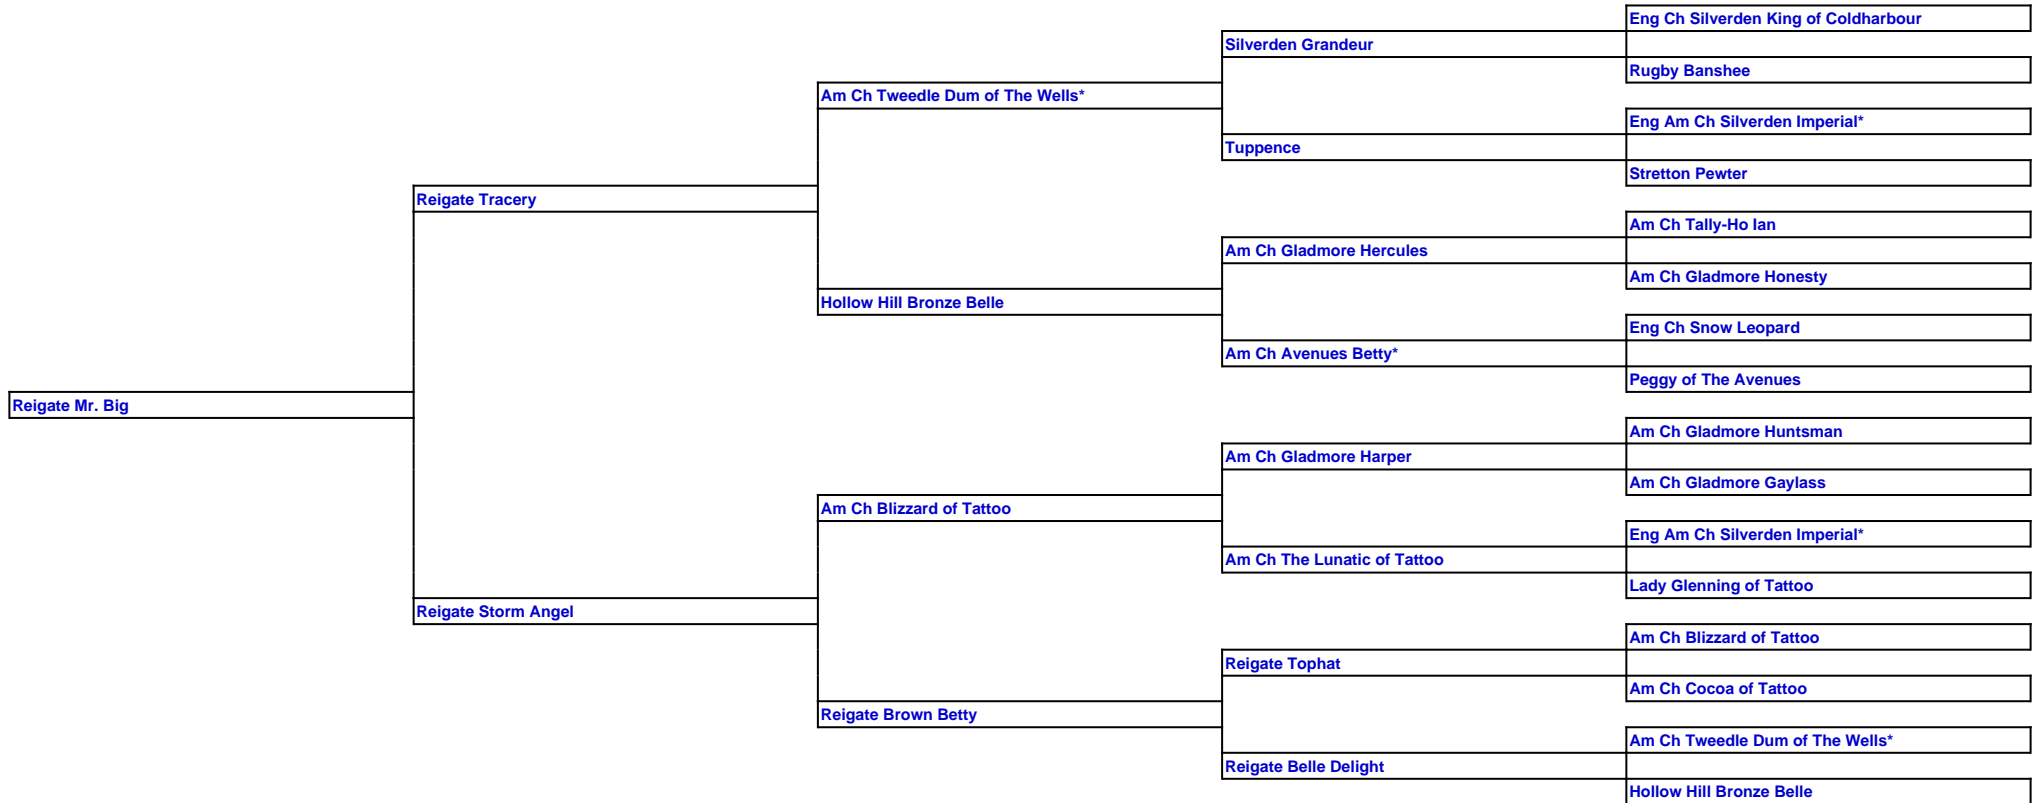 Eng Ch Silverden King of Coldharbour
Silverden Grandeur
Rugby Banshee
Am Ch Tweedle Dum of The Wells*
Eng Am Ch Silverden Imperial*
Tuppence
Stretton Pewter
Reigate Tracery
Am Ch Tally-Ho Ian
Am Ch Gladmore Hercules
Am Ch Gladmore Honesty
Hollow Hill Bronze Belle
Eng Ch Snow Leopard
Am Ch Avenues Betty*
Peggy of The Avenues
Reigate Mr. Big
Am Ch Gladmore Huntsman
Am Ch Gladmore Harper
Am Ch Gladmore Gaylass
Am Ch Blizzard of Tattoo
Eng Am Ch Silverden Imperial*
Am Ch The Lunatic of Tattoo
Lady Glenning of Tattoo
Reigate Storm Angel
Am Ch Blizzard of Tattoo
Reigate Tophat
Am Ch Cocoa of Tattoo
Reigate Brown Betty
Am Ch Tweedle Dum of The Wells*
Reigate Belle Delight
Hollow Hill Bronze Belle